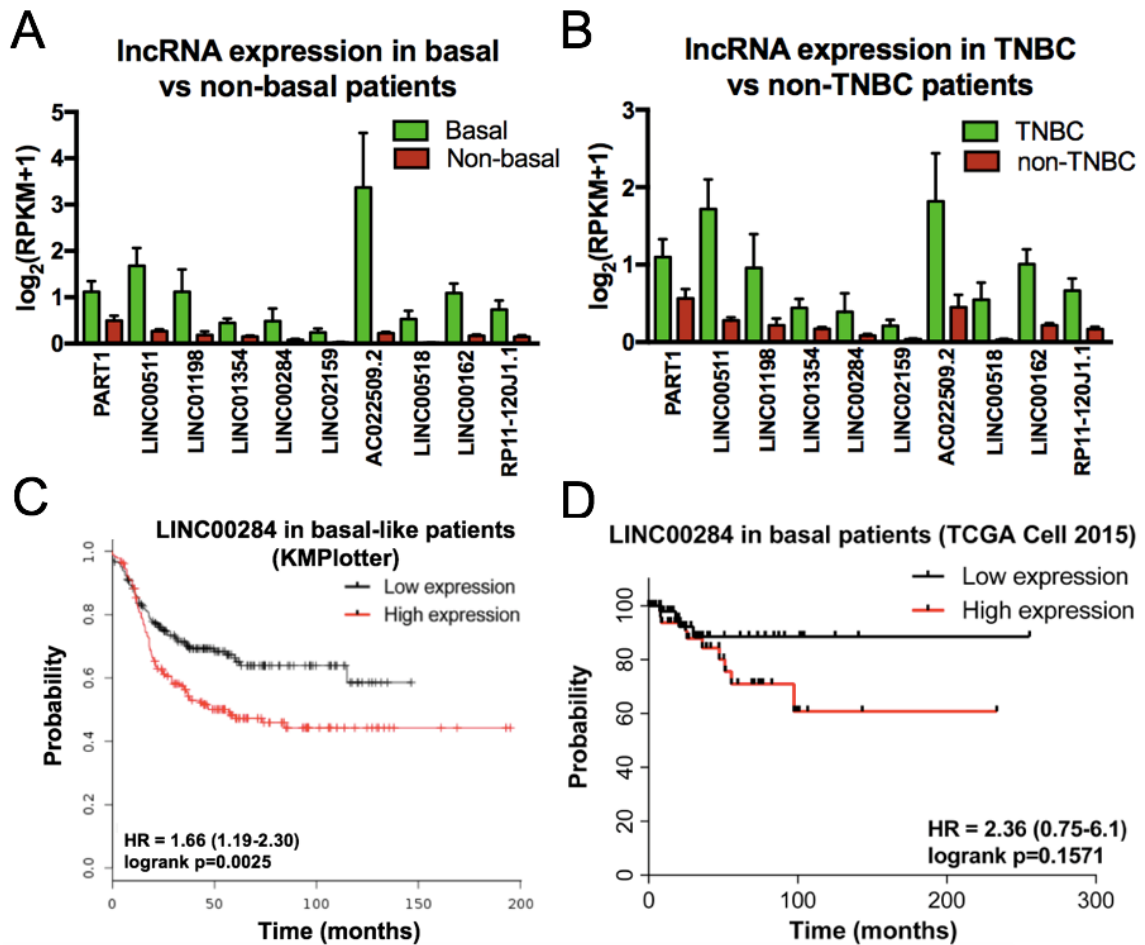 A
lncRNA expression in basal
vs non-basal patients
log2(RPKM+1)
5
4
3
2
1
0
Basal
Non-basal
PART1
LINC00511
LINC01198
LINC01354
LINC00284
LINC02159
AC022509.2
LINC00518
LINC00162
RP11-120J1.1
B
lncRNA expression in TNBC
vs non-TNBC patients
log2(RPKM+1)
3
2
1
0
TNBC
non-TNBC
PART1
LINC00511
LINC01198
LINC01354
LINC00284
LINC02159
AC022509.2
LINC00518
LINC00162
RP11-120J1.1
C
LINC00284 in basal-like patients
(KMPlotter)
Low expression
High expression
Probability
1.0
0.8
0.6
0.4
0.2
0.0
HR = 1.66 (1.19-2.30)
logrank p=0.0025
0 50 100 150 200
Time (months)
D
LINC00284 in basal patients (TCGA Cell 2015)
Low expression
High expression
Probability
100
80
60
40
20
0
HR = 2.36 (0.75-6.1)
logrank p=0.1571
0 100 200 300
Time (months)